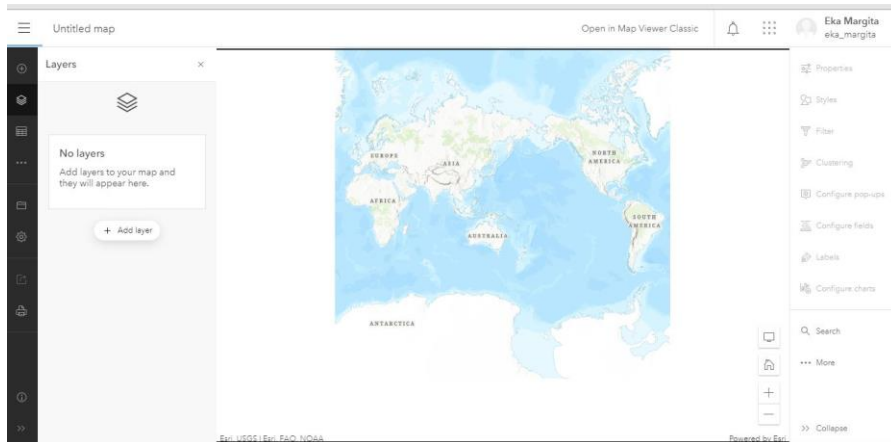 Untitled map
Open in Map Viewer Classic
Eka Margita
eka_margita
Layers
No layers
Add layers to your map and
they will appear here.
+ Add layer
EUROPE
ASIA
AFRICA
AUSTRALIA
NORTH
AMERICA
SOUTH
AMERICA
ANTARCTICA
Esri, USGS | Esri, FAO, NOAA
Powered by Esri
Properties
Styles
Filter
Clustering
Configure pop-ups
Configure fields
Labels
Configure charts
Search
More
Collapse